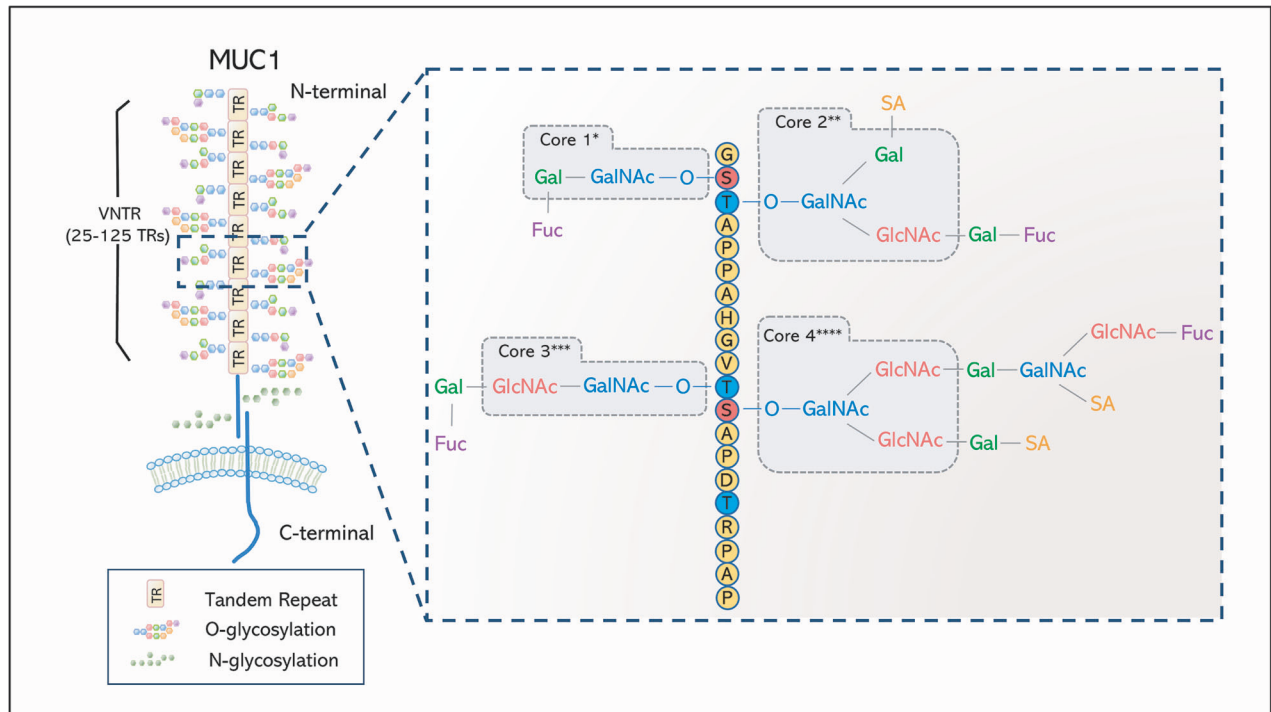 MUC1
N-terminal
TR
TR
TR
TR
TR
TR
TR
TR
TR
VNTR
(25-125 TRs)
C-terminal
TR Tandem Repeat
O-glycosylation
N-glycosylation
Core 1*
Gal GalNAc O
Fuc
Core 2**
SA
Gal
O GalNAc
GlcNAc Gal Fuc
Core 3***
Gal GlcNAc GalNAc O
Fuc
Core 4****
GlcNAc Fuc
GlcNAc Gal GalNAc
SA
O GalNAc
GlcNAc Gal SA
G
S
T
A
P
P
A
H
G
V
T
S
A
P
D
T
R
P
A
P